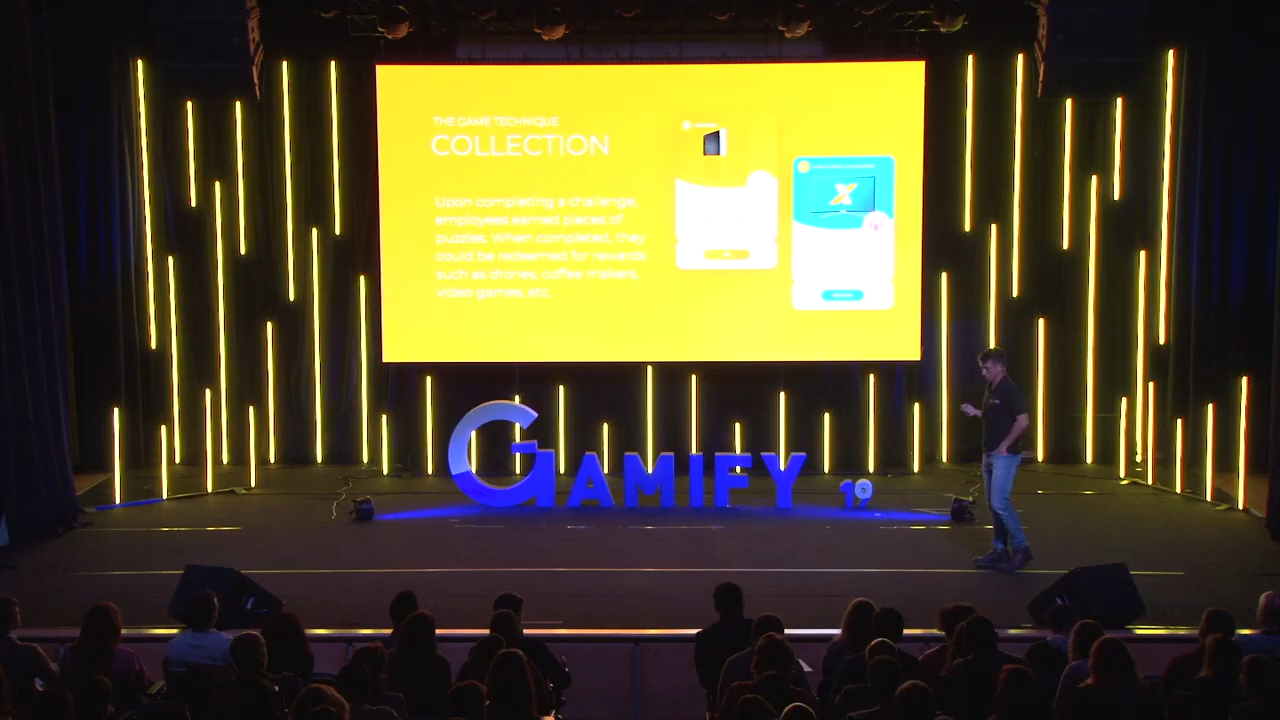 THE GAME TECHNIQUE
COLLECTION
Upon completing a challenge,
employees earned pieces of
puzzles. When completed, they
could be redeemed for rewards
such as drones, coffee makers,
video games, etc.
X
GAMIFY 19